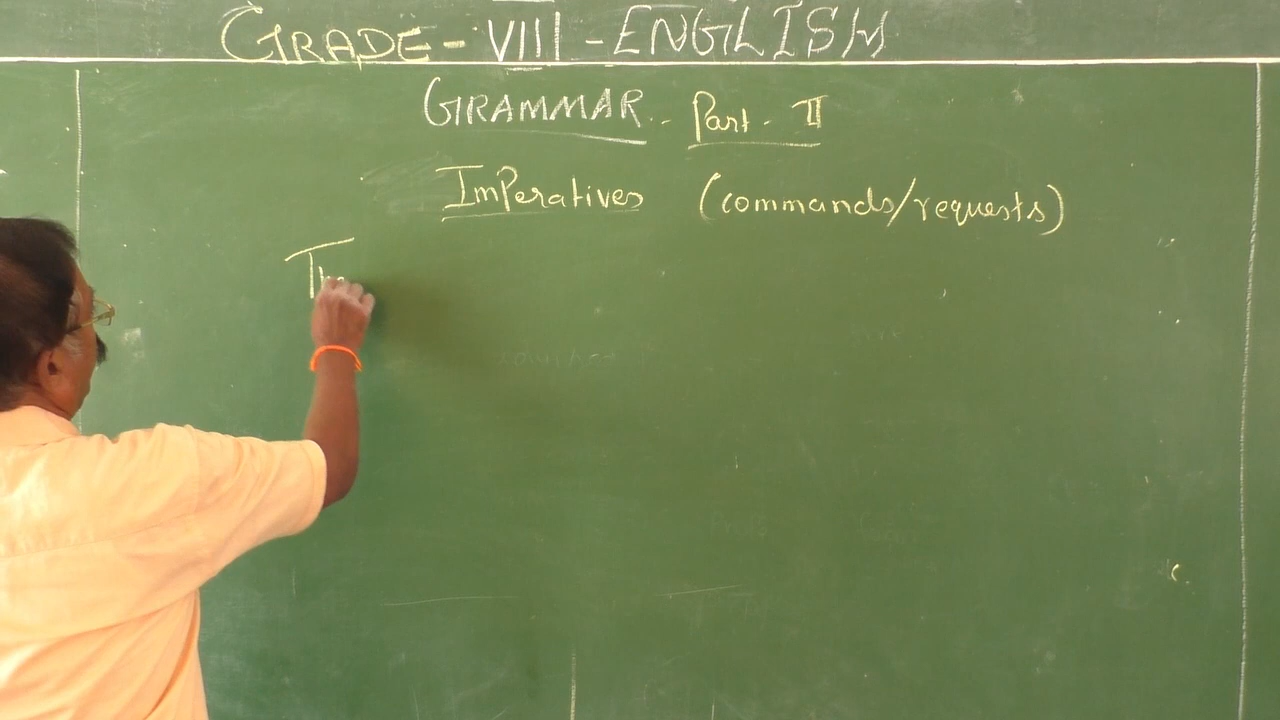 GRADE - VIII - ENGLISH
GRAMMAR - Part - II
Imperatives (commands/requests)